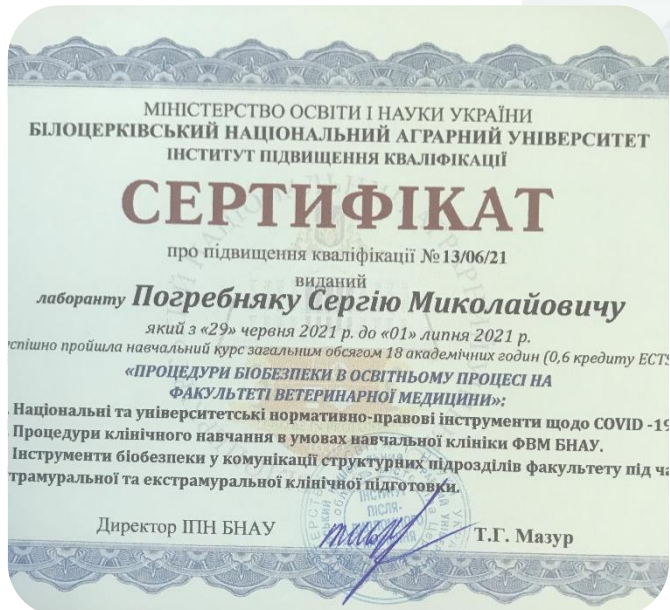 МІНІСТЕРСТВО ОСВІТИ І НАУКИ УКРАЇНИ
БІЛОЦЕРКІВСЬКИЙ НАЦІОНАЛЬНИЙ АГРАРНИЙ УНІВЕРСИТЕТ
ІНСТИТУТ ПІДВИЩЕННЯ КВАЛІФІКАЦІЇ
СЕРТИФІКАТ
про підвищення кваліфікації №13/06/21
виданий
лаборанту Погребняку Сергію Миколайовичу
який з «29» червня 2021 р. до «01» липня 2021 р.
спішно пройшла навчальний курс загальним обсягом 18 академічних годин (0,6 кредиту ECTS
«ПРОЦЕДУРИ БІОБЕЗПЕКИ В ОСВІТНЬОМУ ПРОЦЕСІ НА
ФАКУЛЬТЕТІ ВЕТЕРИНАРНОЇ МЕДИЦИНИ»:
. Національні та університетські нормативно-правові інструменти щодо COVID -19
. Процедури клінічного навчання в умовах навчальної клініки ФВМ БНАУ.
Інструменти біобезпеки у комунікації структурних підрозділів факультету під ча
трамуральної та екстрамуральної клінічної підготовки.
Директор ІПН БНАУ
Т.Г. Мазур